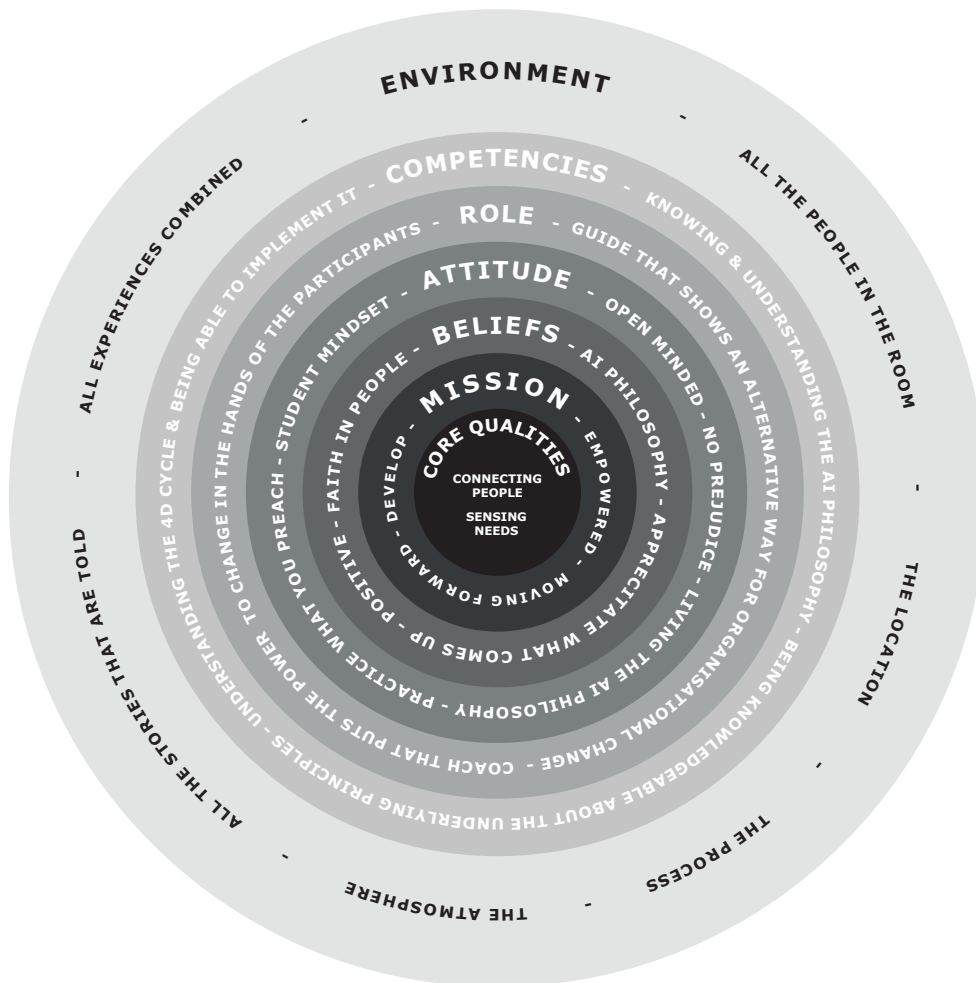 ENVIRONMENT - ALL THE PEOPLE IN THE ROOM - THE LOCATION - THE PROCESS - THE ATMOSPHERE - ALL THE STORIES THAT ARE TOLD - ALL EXPERIENCES COMBINED -
COMPETENCIES - KNOWING & UNDERSTANDING THE AI PHILOSOPHY - BEING KNOWLEDGEABLE ABOUT THE UNDERLYING PRINCIPLES - UNDERSTANDING THE 4D CYCLE & BEING ABLE TO IMPLEMENT IT -
ROLE - GUIDE THAT SHOWS AN ALTERNATIVE WAY FOR ORGANISATIONAL CHANGE - COACH THAT PUTS THE POWER TO CHANGE IN THE HANDS OF THE PARTICIPANTS -
ATTITUDE - OPEN MINDED - NO PREJUDICE - LIVING THE AI PHILOSOPHY - PRACTICE WHAT YOU PREACH - STUDENT MINDSET -
BELIEFS - AI PHILOSOPHY - APPRECITATE WHAT COMES UP - POSITIVE - FAITH IN PEOPLE -
MISSION - EMPOWERED - MOVING FORWARD - DEVELOP -
CORE QUALITIES
CONNECTING
PEOPLE
SENSING
NEEDS